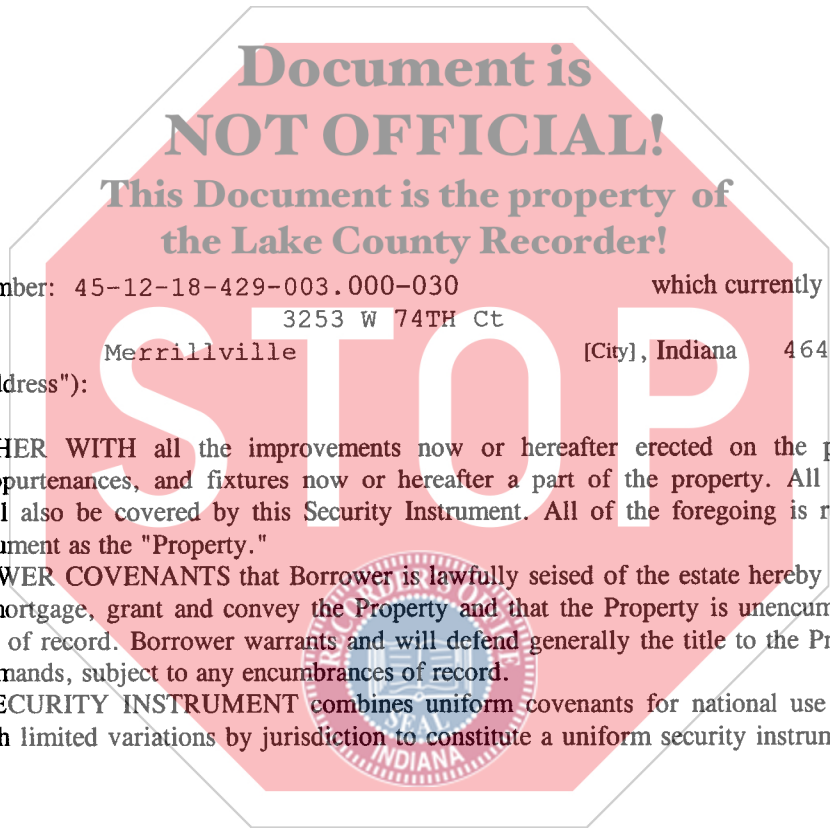 Document is
NOT OFFICIAL!
This Document is the property of
the Lake County Recorder!
mber: 45-12-18-429-003.000-030 which currently
3253 W 74TH Ct
Merrillville [City], Indiana 464
ldress"):
STOP
HER WITH all the improvements now or hereafter erected on the p
ppurtenances, and fixtures now or hereafter a part of the property. All
l also be covered by this Security Instrument. All of the foregoing is r
ument as the "Property."
WER COVENANTS that Borrower is lawfully seised of the estate hereby
nortgage, grant and convey the Property and that the Property is unencum
of record. Borrower warrants and will defend generally the title to the Pr
mands, subject to any encumbrances of record.
ECURITY INSTRUMENT combines uniform covenants for national use
h limited variations by jurisdiction to constitute a uniform security instrun
SEAL
INDIANA